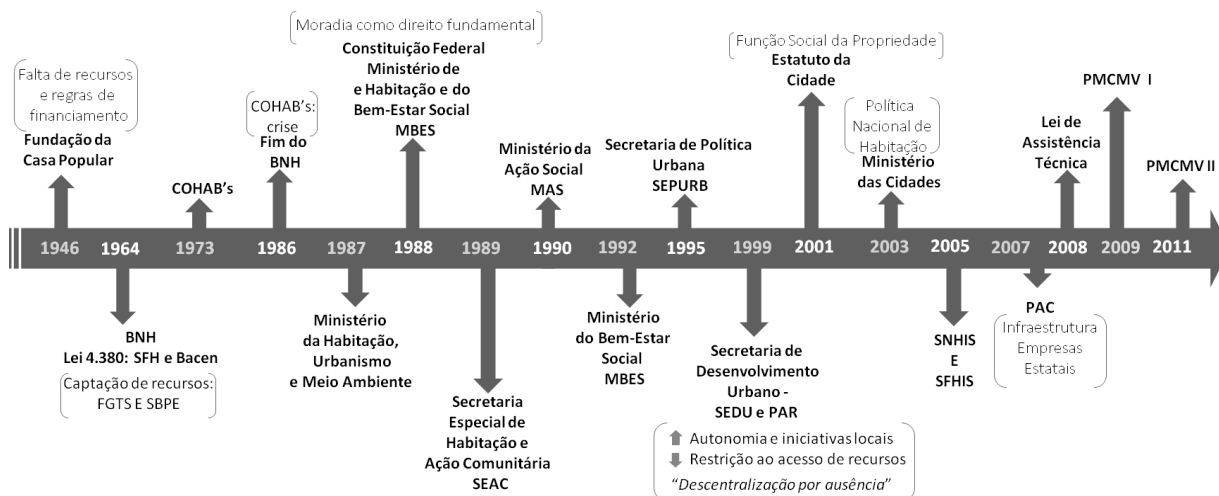 Falta de recursos
e regras de
financiamento
Fundação da
Casa Popular
COHAB's
COHAB's:
crise
Fim do
BNH
Moradia como direito fundamental
Constituição Federal
Ministério de
Habitação e do
Bem-Estar Social
MBES
Ministério da
Ação Social
MAS
Secretaria de Política
Urbana
SEPURB
Função Social da Propriedade
Estatuto da
Cidade
Política
Nacional de
Habitação
Ministério
das Cidades
Lei de
Assistência
Técnica
PMCMV I
PMCMV II
1946 1964 1973 1986 1987 1988 1989 1990 1992 1995 1999 2001 2003 2005 2007 2008 2009 2011
BNH
Lei 4.380: SFH e Bacen
Captação de recursos:
FGTS E SBPE
Ministério
da Habitação,
Urbanismo
e Meio Ambiente
Secretaria
Especial de
Habitação e
Ação Comunitária
SEAC
Ministério
do Bem-Estar
Social
MBES
Secretaria de
Desenvolvimento
Urbano -
SEDU e PAR
Autonomia e iniciativas locais
Restrição ao acesso de recursos
"Descentralização por ausência"
SNHIS
E
SFHIS
PAC
Infraestrutura
Empresas
Estatais